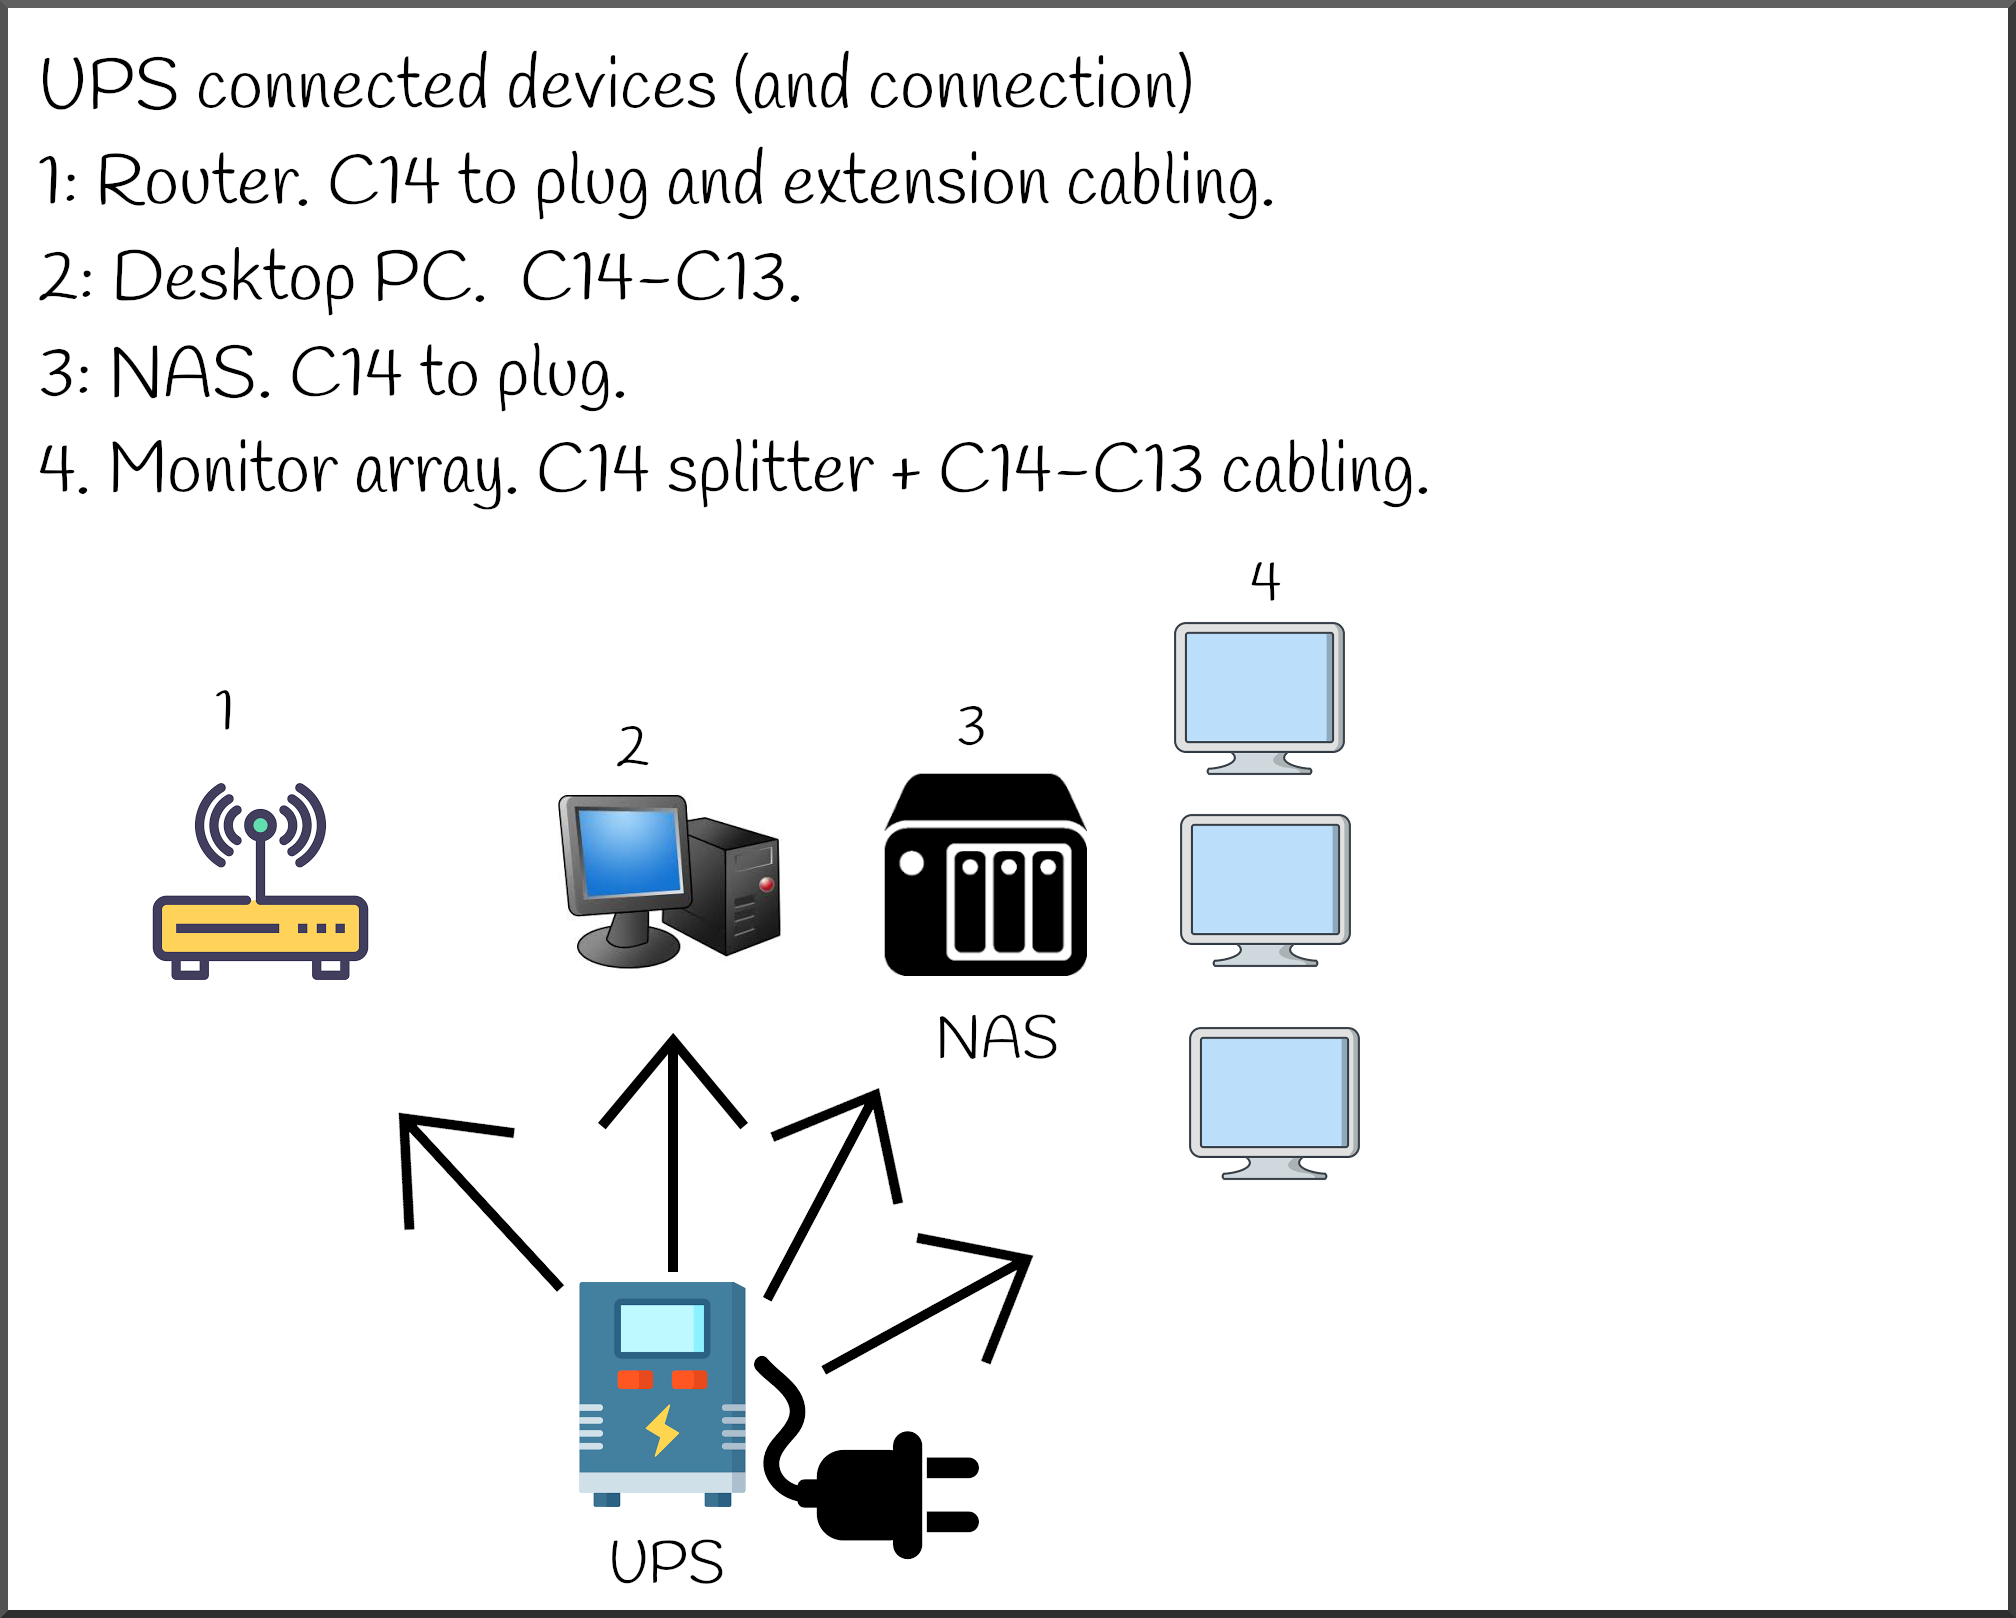 UPS connected devices (and connection)
1: Router. C14 to plug and extension cabling.
2: Desktop PC.  C14-C13.
3: NAS. C14 to plug.
4. Monitor array. C14 splitter + C14-C13 cabling.
4
1
2
3
NAS
UPS